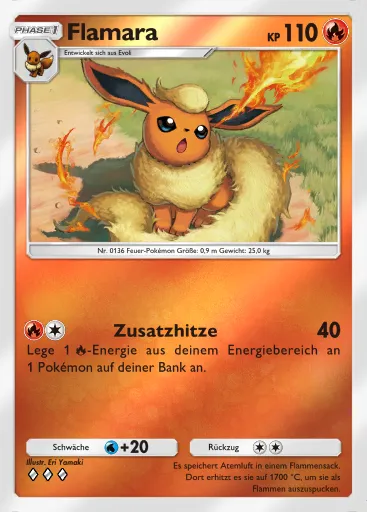 PHASE 1
Flamara
KP 110
Entwickelt sich aus Evoli
Nr. 0136 Feuer-Pokémon Größe: 0,9 m Gewicht: 25,0 kg
Zusatzhitze 40
Lege 1 -Energie aus deinem Energiebereich an
1 Pokémon auf deiner Bank an.
Schwäche +20
Rückzug
Illustr. Eri Yamaki
Es speichert Atemluft in einem Flammensack.
Dort erhitzt es sie auf 1700 °C, um sie als
Flammen auszuspucken.